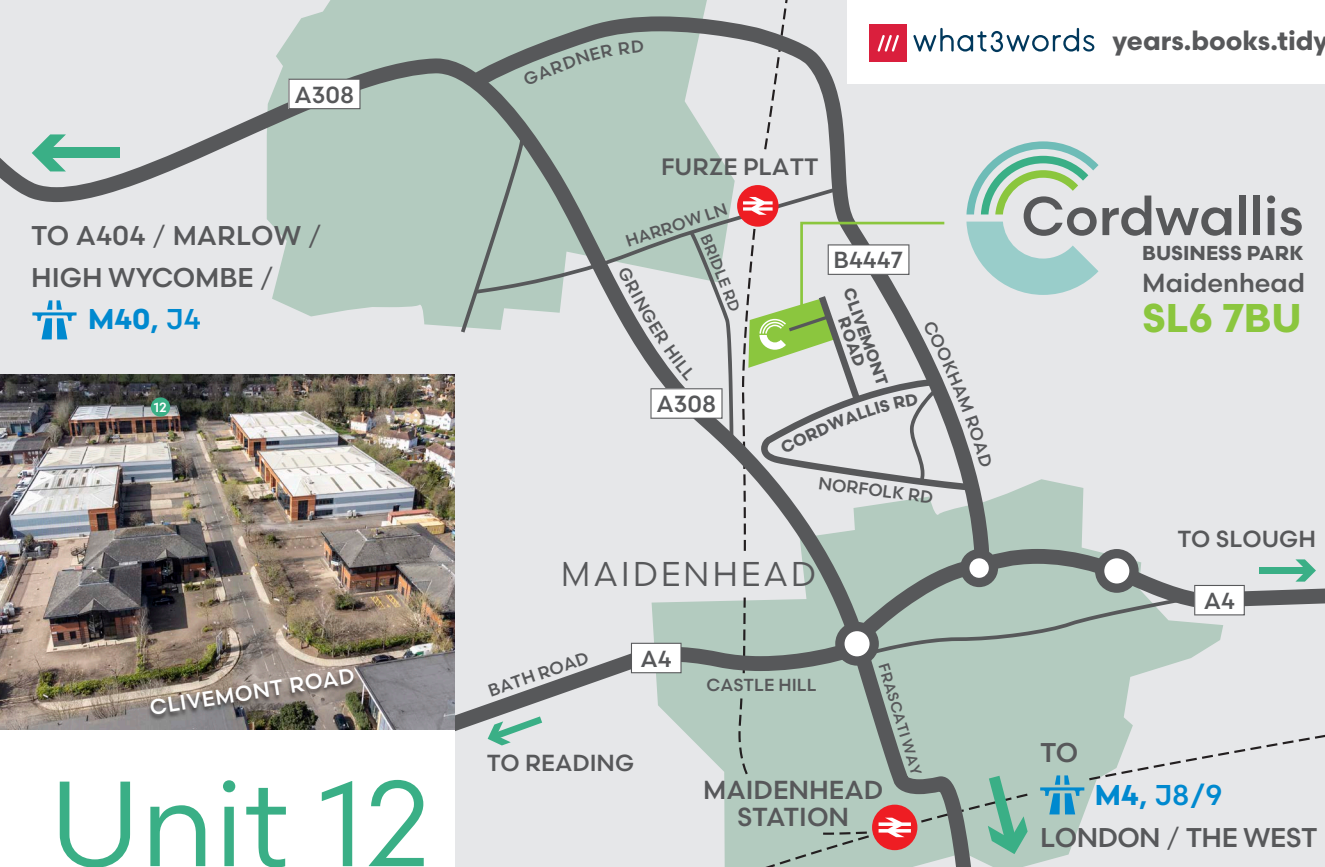 what3words years.books.tidy
GARDNER RD
A308
FURZE PLATT
HARROW LN
BRIDLE RD
TO A404 / MARLOW /
HIGH WYCOMBE /
M40, J4
B4447
Cordwallis
BUSINESS PARK
Maidenhead
SL6 7BU
GRINGER HILL
CLIVEMONT
ROAD
COOKHAM ROAD
A308
CORDWALLIS RD
NORFOLK RD
12
CLIVEMONT ROAD
MAIDENHEAD
TO SLOUGH
A4
BATH ROAD
A4
CASTLE HILL
FRASCATI WAY
TO READING
MAIDENHEAD
STATION
TO
M4, J8/9
LONDON / THE WEST
Unit 12